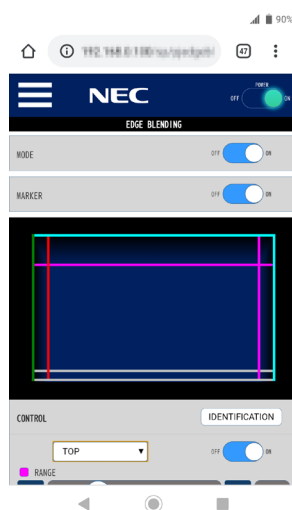 90%
47
NEC
POWER
OFF ON
EDGE BLENDING
MODE OFF ON
MARKER OFF ON
CONTROL IDENTIFICATION
TOP OFF ON
RANGE